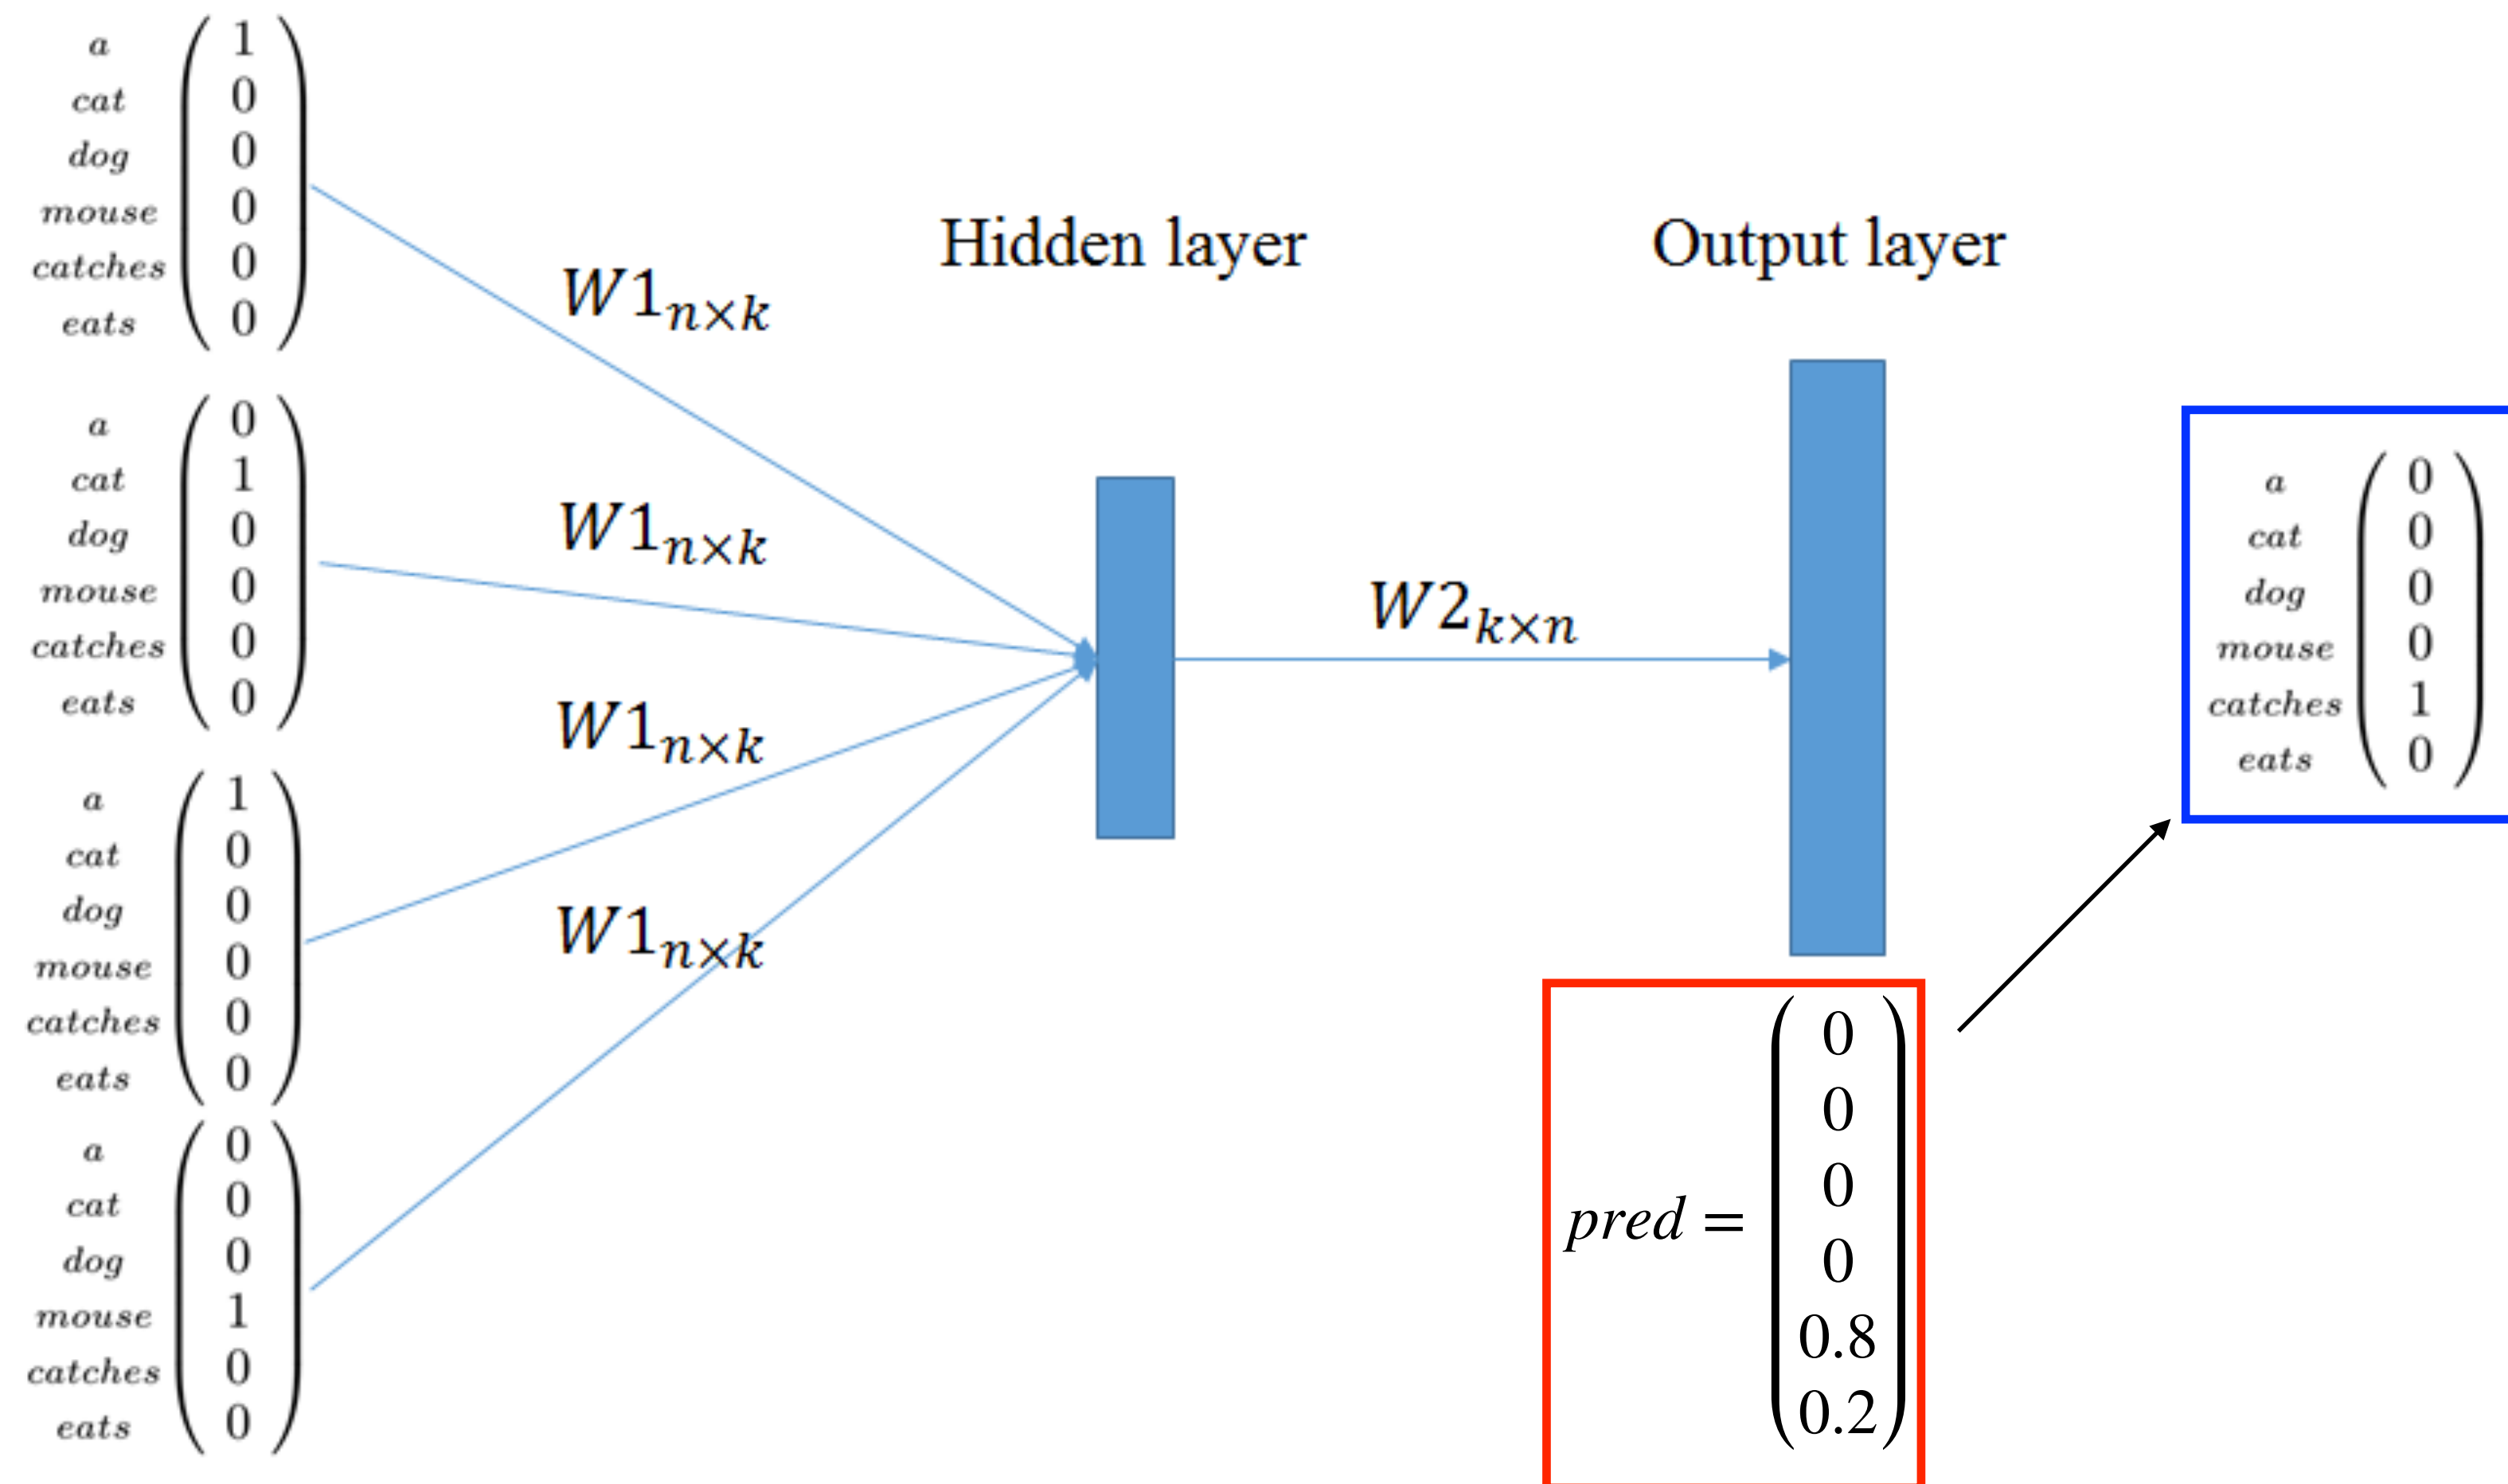 a 1
cat 0
dog 0
mouse 0
catches 0
eats 0
a 0
cat 1
dog 0
mouse 0
catches 0
eats 0
a 1
cat 0
dog 0
mouse 0
catches 0
eats 0
a 0
cat 0
dog 0
mouse 1
catches 0
eats 0
W1n×k
W1n×k
W1n×k
W1n×k
Hidden layer
W2k×n
Output layer
pred =
0
0
0
0
0.8
0.2
a 0
cat 0
dog 0
mouse 0
catches 1
eats 0